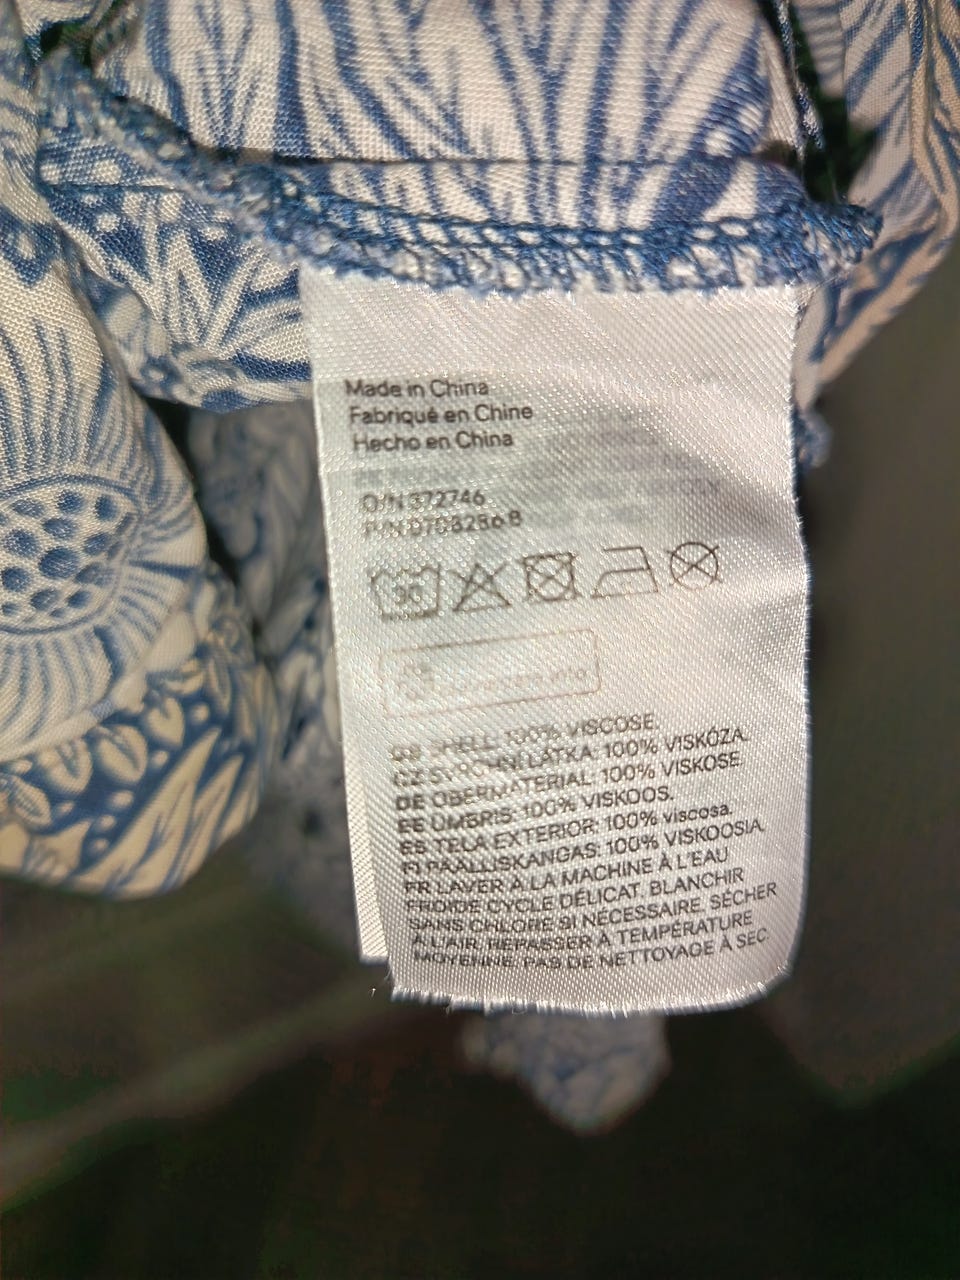 Made in China
Fabriqué en Chine
Hecho en China
O/N 372746
P/N
30
GB SHELL: 100% VISCOSE.
CZ SVRCHNÍ LÁTKA: 100% VISKÓZA.
DE OBERMATERIAL: 100% VISKOSE.
EE ÜMBRIS: 100% VISKOOS.
ES TELA EXTERIOR: 100% viscosa.
FI PÄÄLLISKANGAS: 100% VISKOOSIA.
FR LAVER À LA MACHINE À L'EAU
FROIDE CYCLE DÉLICAT. BLANCHIR
SANS CHLORE SI NÉCESSAIRE. SÉCHER
À L'AIR. REPASSER À TEMPÉRATURE
MOYENNE. PAS DE NETTOYAGE À SEC.